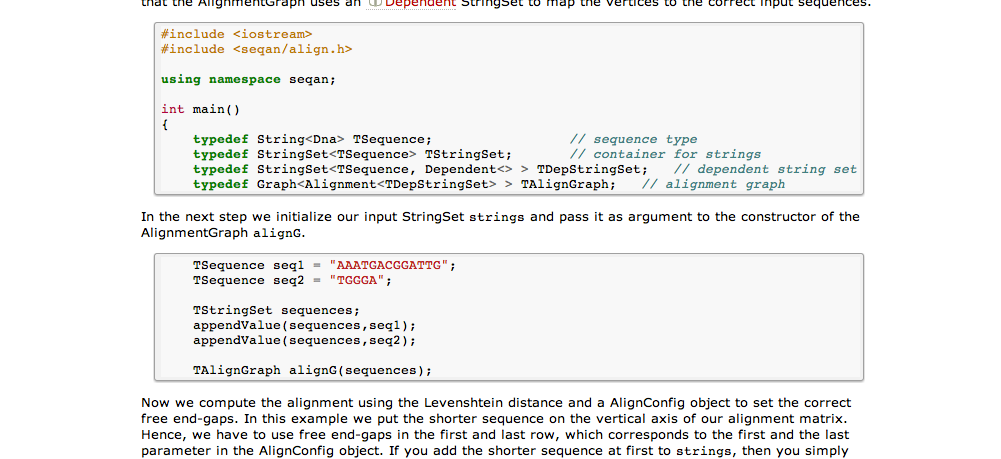 that the AlignmentGraph uses an Dependent StringSet to map the vertices to the correct input sequences.
#include <iostream>
#include <seqan/align.h>
using namespace seqan;
int main()
{
typedef String<Dna> TSequence; // sequence type
typedef StringSet<TSequence> TStringSet; // container for strings
typedef StringSet<TSequence, Dependent<> > TDepStringSet; // dependent string set
typedef Graph<Alignment<TDepStringSet> > TAlignGraph; // alignment graph
In the next step we initialize our input StringSet strings and pass it as argument to the constructor of the
AlignmentGraph alignG.
TSequence seq1 = "AAATGACGGATTG";
TSequence seq2 = "TGGGA";
TStringSet sequences;
appendValue(sequences,seq1);
appendValue(sequences,seq2);
TAlignGraph alignG(sequences);
Now we compute the alignment using the Levenshtein distance and a AlignConfig object to set the correct
free end-gaps. In this example we put the shorter sequence on the vertical axis of our alignment matrix.
Hence, we have to use free end-gaps in the first and last row, which corresponds to the first and the last
parameter in the AlignConfig object. If you add the shorter sequence at first to strings, then you simply